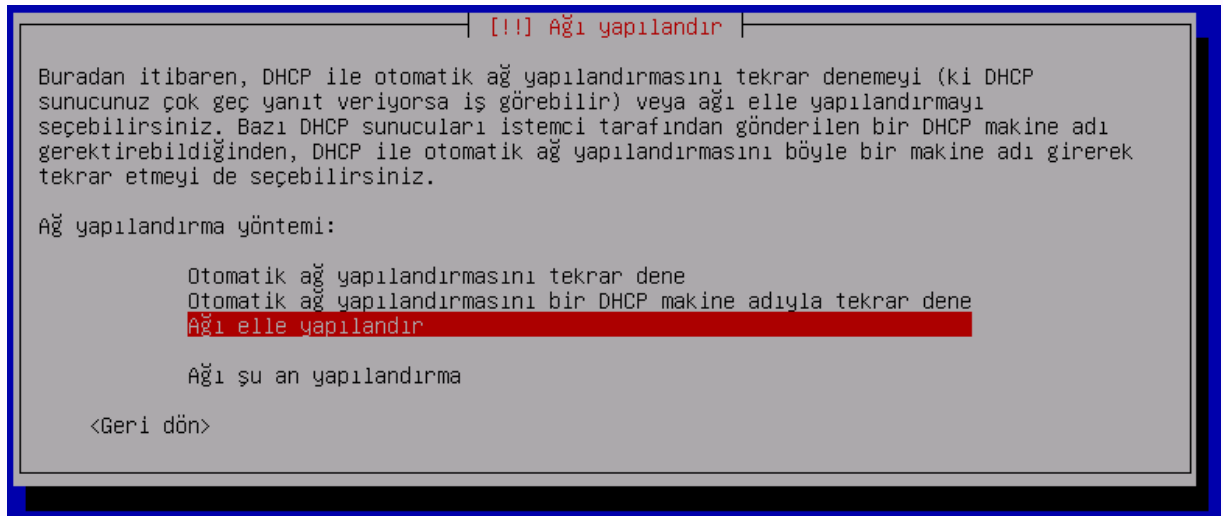 [!!] Ağı yapılandır
Buradan itibaren, DHCP ile otomatik ağ yapılandırmasını tekrar denemeyi (ki DHCP
sunucunuz çok geç yanıt veriyorsa iş görebilir) veya ağı elle yapılandırmayı
seçebilirsiniz. Bazı DHCP sunucuları istemci tarafından gönderilen bir DHCP makine adı
gerektirebildiğinden, DHCP ile otomatik ağ yapılandırmasını böyle bir makine adı girerek
tekrar etmeyi de seçebilirsiniz.
Ağ yapılandırma yöntemi:
Otomatik ağ yapılandırmasını tekrar dene
Otomatik ağ yapılandırmasını bir DHCP makine adıyla tekrar dene
Ağı elle yapılandır
Ağı şu an yapılandırma
<Geri dön>